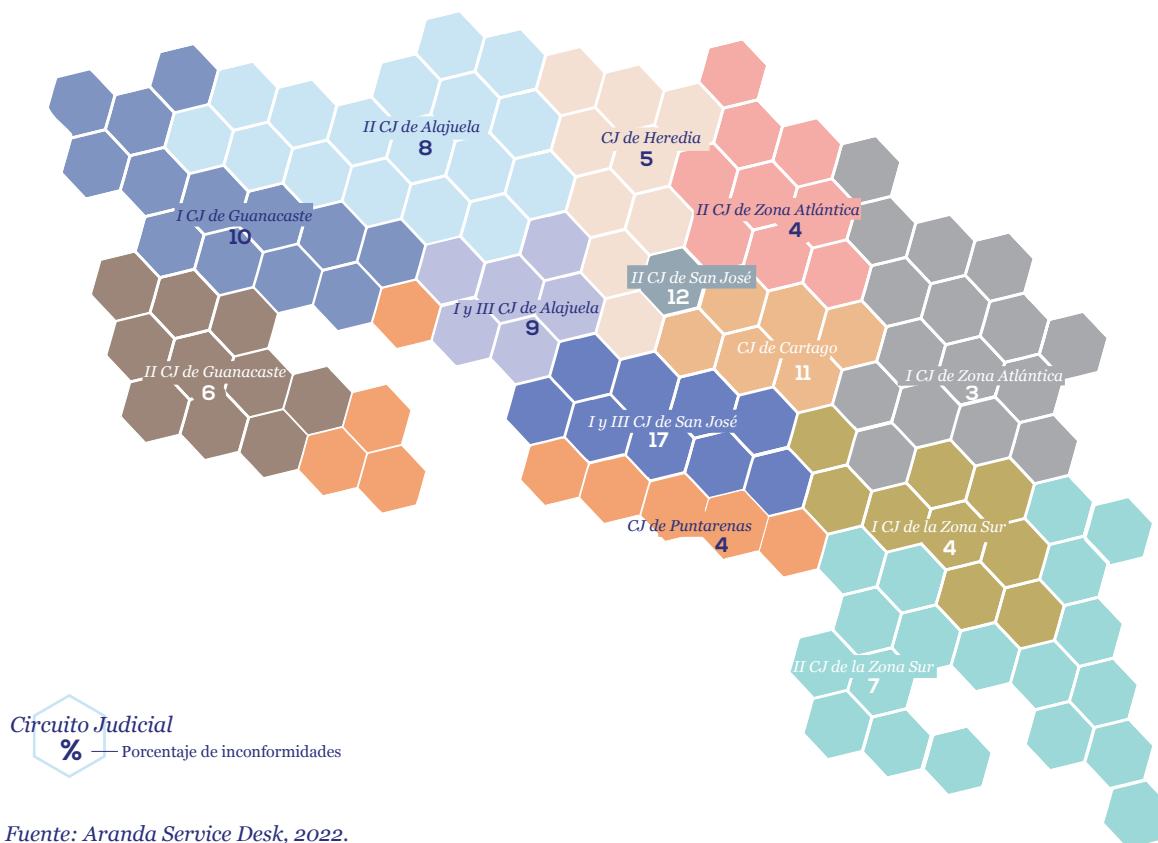 II CJ de Alajuela
8
CJ de Heredia
5
I CJ de Guanacaste
10
II CJ de Zona Atlántica
4
II CJ de San José
12
I y III CJ de Alajuela
9
CJ de Cartago
11
II CJ de Guanacaste
6
I CJ de Zona Atlántica
3
I y III CJ de San José
17
CJ de Puntarenas
4
I CJ de la Zona Sur
4
II CJ de la Zona Sur
7
Circuito Judicial
% Porcentaje de inconformidades
Fuente: Aranda Service Desk, 2022.